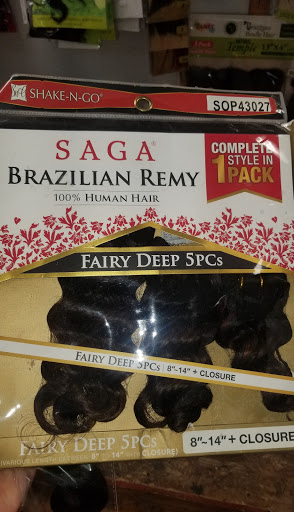 SHAKE-N-GO
SOP43027
SAGA®
BRAZILIAN REMY
100% HUMAN HAIR
COMPLETE
STYLE IN
1 PACK
FAIRY DEEP 5PCS
FAIRY DEEP 5PCS | 8"~14" + CLOSURE
FAIRY DEEP 5PCS
8"~14" + CLOSURE